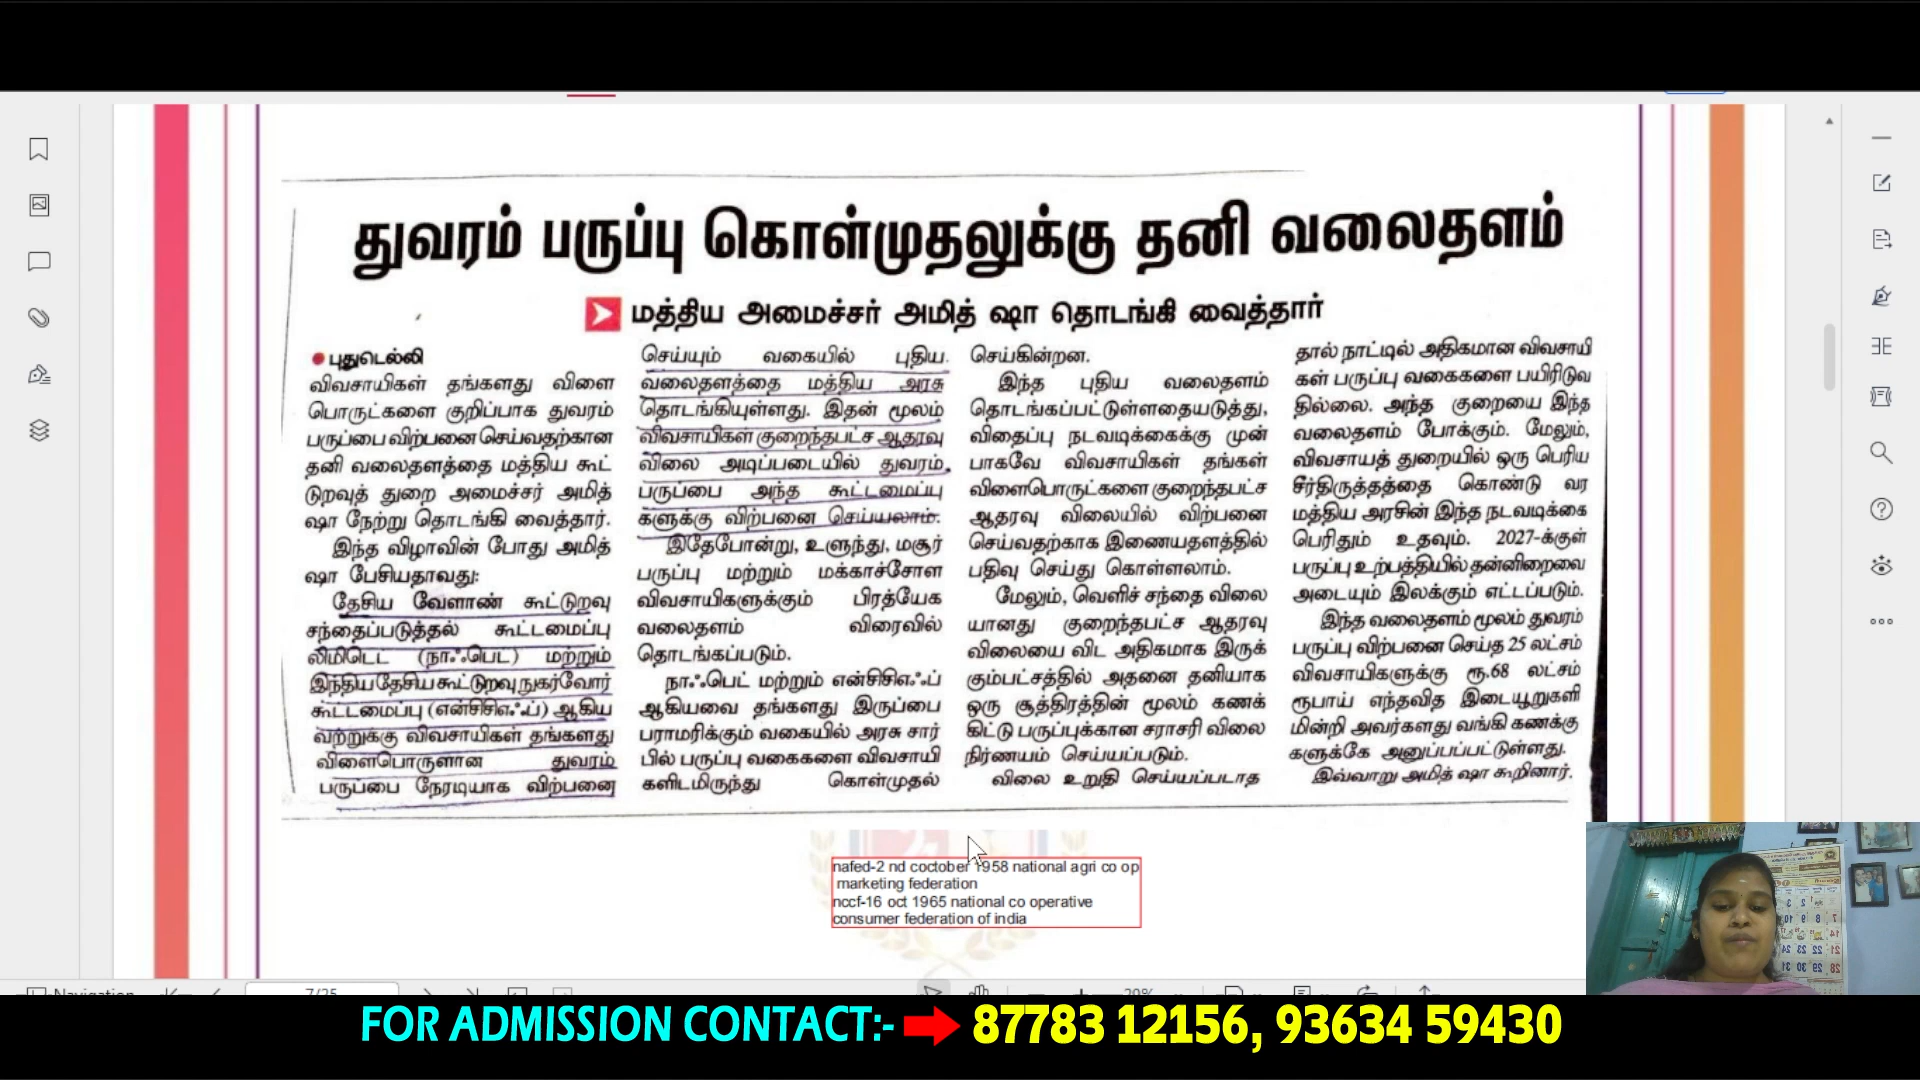 துவரம் பருப்பு கொள்முதலுக்கு தனி வலைதளம்
மத்திய அமைச்சர் அமித் ஷா தொடங்கி வைத்தார்
புதுடெல்லி
விவசாயிகள் தங்களது விளை
பொருட்களை குறிப்பாக துவரம்
பருப்பை விற்பனை செய்வதற்கான
தனி வலைதளத்தை மத்திய கூட்
டுறவுத் துறை அமைச்சர் அமித்
ஷா நேற்று தொடங்கி வைத்தார்.
இந்த விழாவின் போது அமித்
ஷா பேசியதாவது:
தேசிய வேளாண் கூட்டுறவு
சந்தைப்படுத்தல் கூட்டமைப்பு
லிமிடெட் (நாஃபெட்) மற்றும்
இந்திய தேசிய கூட்டுறவு நுகர்வோர்
கூட்டமைப்பு (என்சிசிஎஃப்) ஆகிய
வற்றுக்கு விவசாயிகள் தங்களது
விளைபொருளான துவரம்
பருப்பை நேரடியாக விற்பனை
செய்யும் வகையில் புதிய
வலைதளத்தை மத்திய அரசு
தொடங்கியுள்ளது. இதன் மூலம்
விவசாயிகள் குறைந்தபட்ச ஆதரவு
விலை அடிப்படையில் துவரம்
பருப்பை அந்த கூட்டமைப்பு
களுக்கு விற்பனை செய்யலாம்.
இதேபோன்று, உளுந்து, மசூர்
பருப்பு மற்றும் மக்காச்சோள
விவசாயிகளுக்கும் பிரத்யேக
வலைதளம் விரைவில்
தொடங்கப்படும்.
நாஃபெட் மற்றும் என்சிசிஎஃப்
ஆகியவை தங்களது இருப்பை
பராமரிக்கும் வகையில் அரசு சார்
பில் பருப்பு வகைகளை விவசாயி
களிடமிருந்து கொள்முதல்
செய்கின்றன.
இந்த புதிய வலைதளம்
தொடங்கப்பட்டுள்ளதையடுத்து,
விதைப்பு நடவடிக்கைக்கு முன்
பாகவே விவசாயிகள் தங்கள்
விளைபொருட்களை குறைந்தபட்ச
ஆதரவு விலையில் விற்பனை
செய்வதற்காக இணையதளத்தில்
பதிவு செய்து கொள்ளலாம்.
மேலும், வெளிச் சந்தை விலை
யானது குறைந்தபட்ச ஆதரவு
விலையை விட அதிகமாக இருக்
கும்பட்சத்தில் அதனை தனியாக
ஒரு சூத்திரத்தின் மூலம் கணக்
கிட்டு பருப்புக்கான சராசரி விலை
நிர்ணயம் செய்யப்படும்.
விலை உறுதி செய்யப்படாத
தால் நாட்டில் அதிகமான விவசாயி
கள் பருப்பு வகைகளை பயிரிடுவ
தில்லை. அந்த குறையை இந்த
வலைதளம் போக்கும். மேலும்,
விவசாயத் துறையில் ஒரு பெரிய
சீர்திருத்தத்தை கொண்டு வர
மத்திய அரசின் இந்த நடவடிக்கை
பெரிதும் உதவும். 2027-க்குள்
பருப்பு உற்பத்தியில் தன்னிறைவை
அடையும் இலக்கும் எட்டப்படும்.
இந்த வலைதளம் மூலம் துவரம்
பருப்பு விற்பனை செய்த 25 லட்சம்
விவசாயிகளுக்கு ரூ.68 லட்சம்
ரூபாய் எந்தவித இடையூறுகளி
மின்றி அவர்களது வங்கி கணக்கு
களுக்கே அனுப்பப்பட்டுள்ளது.
இவ்வாறு அமித் ஷா கூறினார்.
nafed-2 nd coctober 1958 national agri co op
marketing federation
nccf-16 oct 1965 national co operative
consumer federation of india
Navigation 7/25 29%
FOR ADMISSION CONTACT:- 87783 12156, 93634 59430